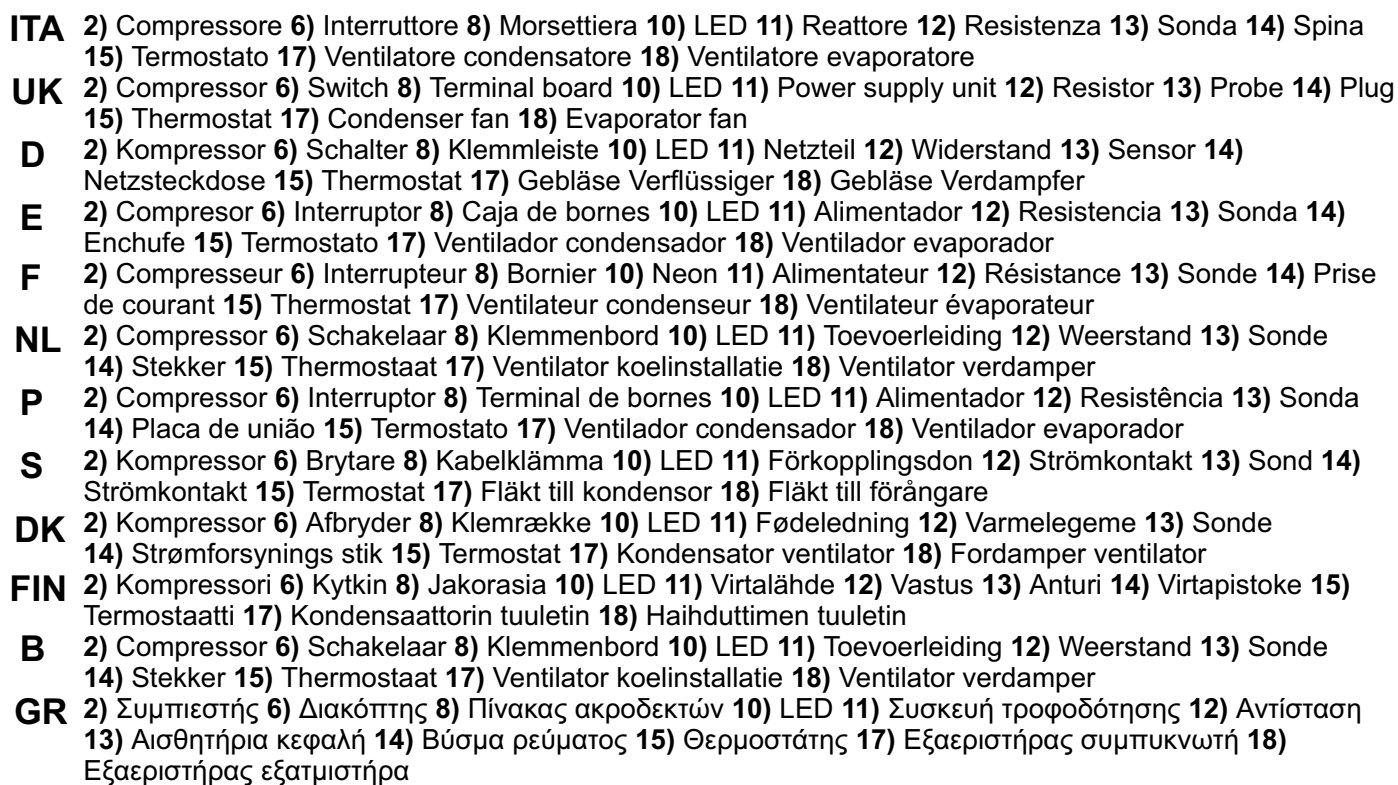 ITA 2) Compressore 6) Interruttore 8) Morsettiera 10) LED 11) Reattore 12) Resistenza 13) Sonda 14) Spina
15) Termostato 17) Ventilatore condensatore 18) Ventilatore evaporatore
UK 2) Compressor 6) Switch 8) Terminal board 10) LED 11) Power supply unit 12) Resistor 13) Probe 14) Plug
15) Thermostat 17) Condenser fan 18) Evaporator fan
D 2) Kompressor 6) Schalter 8) Klemmleiste 10) LED 11) Netzteil 12) Widerstand 13) Sensor 14)
Netzsteckdose 15) Thermostat 17) Gebläse Verflüssiger 18) Gebläse Verdampfer
E 2) Compresor 6) Interruptor 8) Caja de bornes 10) LED 11) Alimentador 12) Resistencia 13) Sonda 14)
Enchufe 15) Termostato 17) Ventilador condensador 18) Ventilador evaporador
F 2) Compresseur 6) Interrupteur 8) Bornier 10) Neon 11) Alimentateur 12) Résistance 13) Sonde 14) Prise
de courant 15) Thermostat 17) Ventilateur condenseur 18) Ventilateur évaporateur
NL 2) Compressor 6) Schakelaar 8) Klemmenbord 10) LED 11) Toevoerleiding 12) Weerstand 13) Sonde
14) Stekker 15) Thermostaat 17) Ventilator koelinstallatie 18) Ventilator verdamper
P 2) Compressor 6) Interruptor 8) Terminal de bornes 10) LED 11) Alimentador 12) Resistência 13) Sonda
14) Placa de união 15) Termostato 17) Ventilador condensador 18) Ventilador evaporador
S 2) Kompressor 6) Brytare 8) Kabelklämma 10) LED 11) Förkopplingsdon 12) Strömkontakt 13) Sond 14)
Strömkontakt 15) Termostat 17) Fläkt till kondensor 18) Fläkt till förångare
DK 2) Kompressor 6) Afbryder 8) Klemrække 10) LED 11) Fødeledning 12) Varmelegeme 13) Sonde
14) Strømforsynings stik 15) Termostat 17) Kondensator ventilator 18) Fordamper ventilator
FIN 2) Kompressori 6) Kytkin 8) Jakorasia 10) LED 11) Virtalähde 12) Vastus 13) Anturi 14) Virtapistoke 15)
Termostaatti 17) Kondensaattorin tuuletin 18) Haihduttimen tuuletin
B 2) Compressor 6) Schakelaar 8) Klemmenbord 10) LED 11) Toevoerleiding 12) Weerstand 13) Sonde
14) Stekker 15) Thermostaat 17) Ventilator koelinstallatie 18) Ventilator verdamper
GR 2) Συμπιεστής 6) Διακόπτης 8) Πίνακας ακροδεκτών 10) LED 11) Συσκευή τροφοδότησης 12) Αντίσταση
13) Αισθητήρια κεφαλή 14) Βύσμα ρεύματος 15) Θερμοστάτης 17) Εξαεριστήρας συμπυκνωτή 18)
Εξαεριστήρας εξατμιστήρα